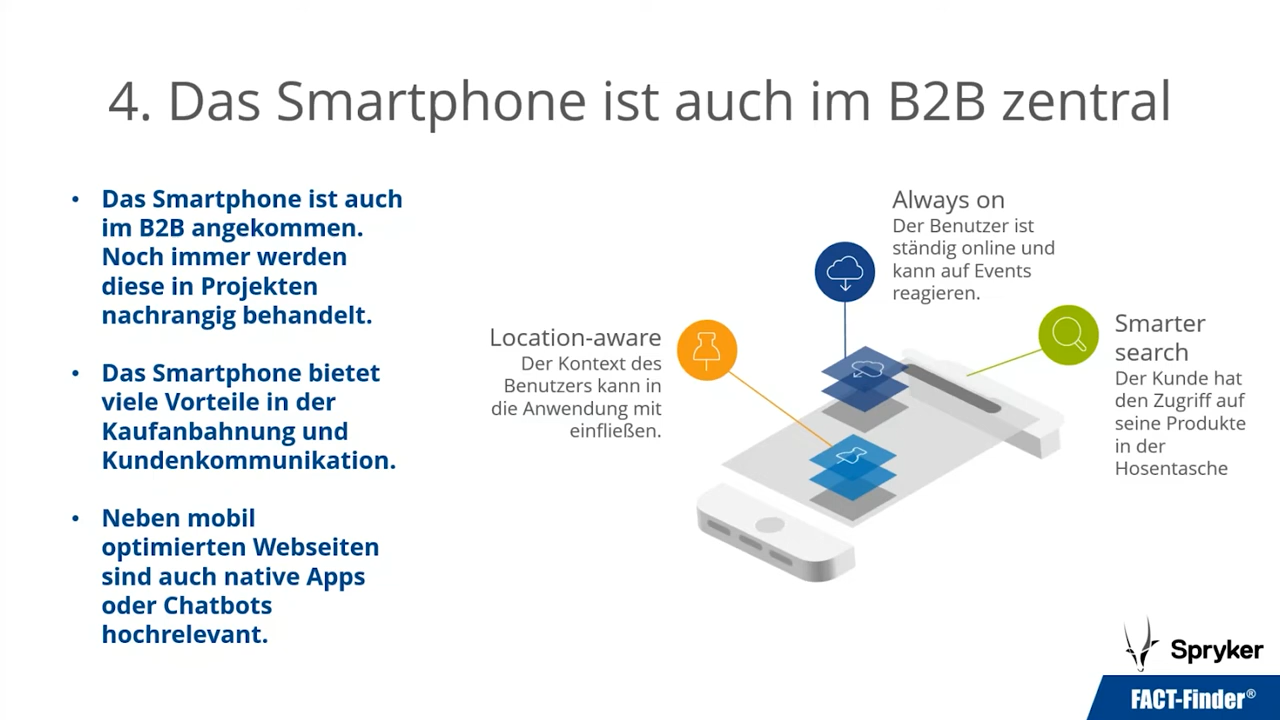 4. Das Smartphone ist auch im B2B zentral
• Das Smartphone ist auch
im B2B angekommen.
Noch immer werden
diese in Projekten
nachrangig behandelt.
• Das Smartphone bietet
viele Vorteile in der
Kaufanbahnung und
Kundenkommunikation.
• Neben mobil
optimierten Webseiten
sind auch native Apps
oder Chatbots
hochrelevant.
Location-aware
Der Kontext des
Benutzers kann in
die Anwendung mit
einfließen.
Always on
Der Benutzer ist
ständig online und
kann auf Events
reagieren.
Smarter
search
Der Kunde hat
den Zugriff auf
seine Produkte
in der
Hosentasche
Spryker
FACT-Finder®